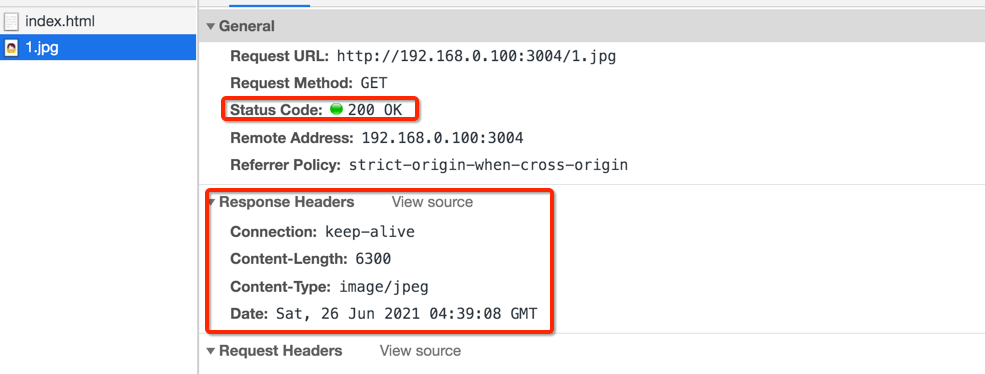 index.html
1.jpg
General
Request URL: http://192.168.0.100:3004/1.jpg
Request Method: GET
Status Code: 200 OK
Remote Address: 192.168.0.100:3004
Referrer Policy: strict-origin-when-cross-origin
Response Headers View source
Connection: keep-alive
Content-Length: 6300
Content-Type: image/jpeg
Date: Sat, 26 Jun 2021 04:39:08 GMT
Request Headers View source